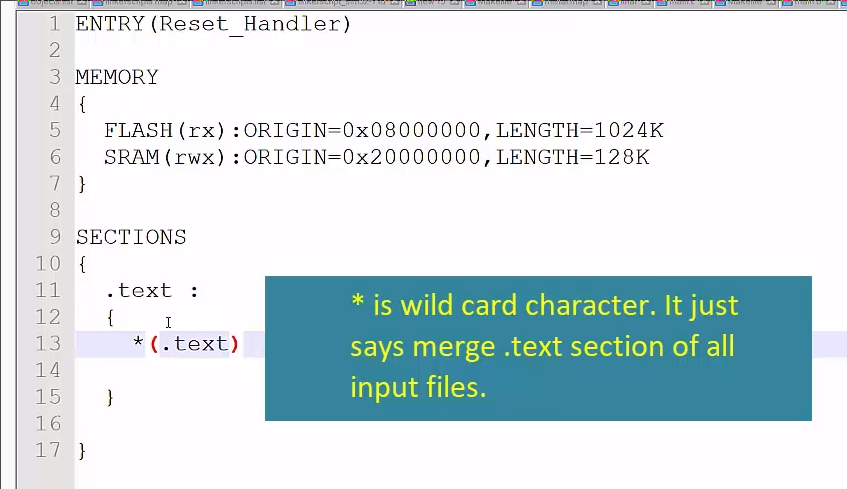 1 ENTRY(Reset_Handler)
2
3 MEMORY
4 {
5 FLASH(rx):ORIGIN=0x08000000,LENGTH=1024K
6 SRAM(rwx):ORIGIN=0x20000000,LENGTH=128K
7 }
8
9 SECTIONS
10 {
11 .text :
12 {
13 *(.text)
14
15 }
16
17 }
* is wild card character. It just
says merge .text section of all
input files.